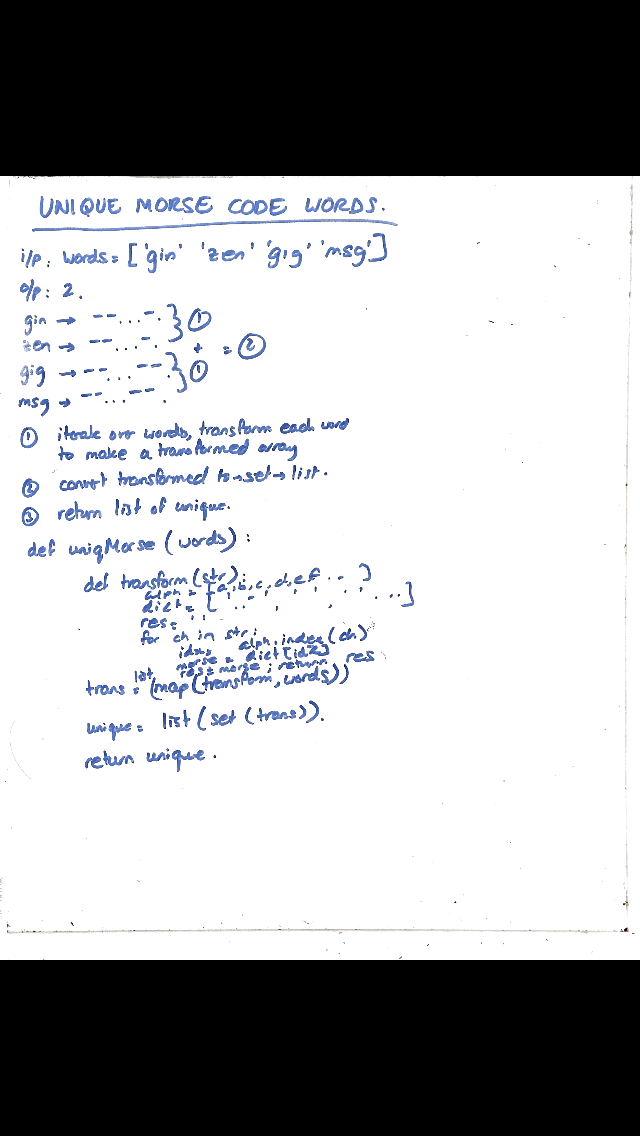 UNIQUE MORSE CODE WORDS.
i/p: words = ['gin' 'zen' 'gig' 'msg']
o/p: 2.
gin → --...-. } ①
zen → --...-. + = ②
gig → --...--. } ①
msg → --...--.
① iterate over words, transform each word
to make a transformed array
② convert transformed to → set → list.
③ return list of unique.
def uniqMorse (words):
def transform (str):
alph = [a, b, c, d, e f .. ]
dict = [ .. - ' ' ' ' ' ' .. ]
res = ''
for ch in str:
idx = alph.index (ch)
morse = dict [idx]
res = morse ; return res
trans = list (map (transform, words))
unique = list (set (trans)).
return unique.